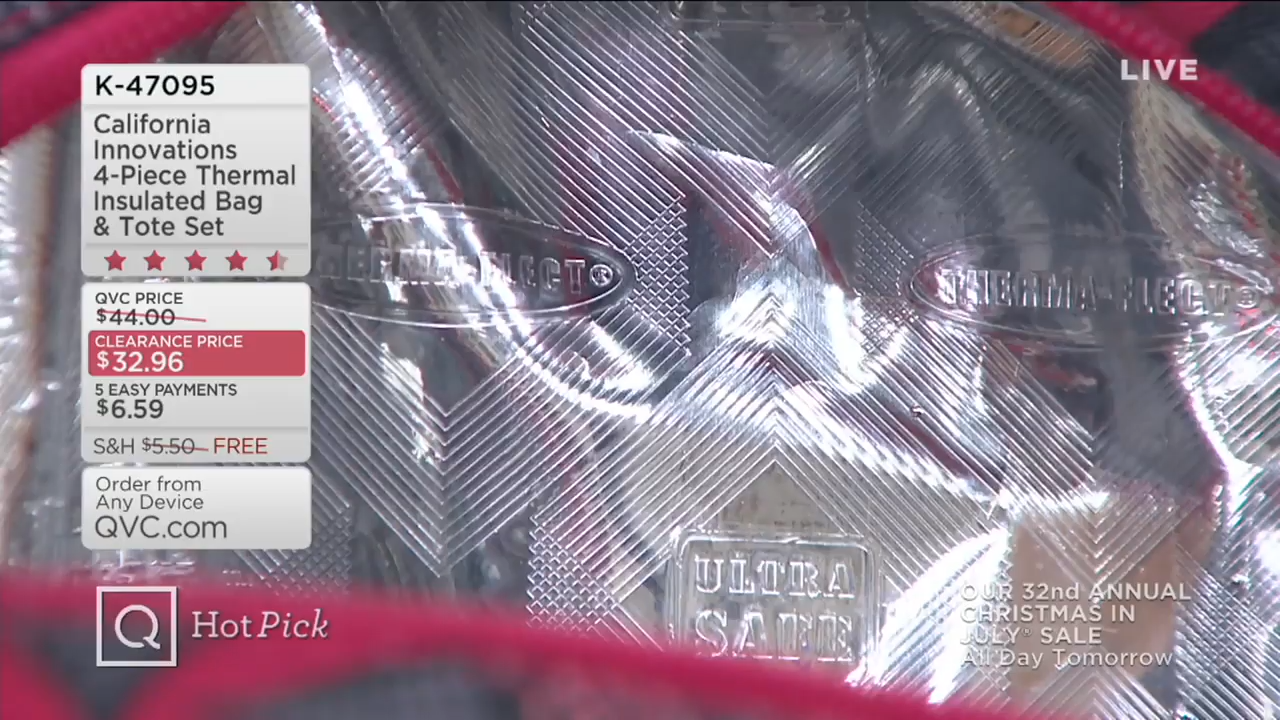 K-47095
California
Innovations
4-Piece Thermal
Insulated Bag
& Tote Set
QVC PRICE
$44.00
CLEARANCE PRICE
$32.96
5 EASY PAYMENTS
$6.59
S&H $5.50 FREE
Order from
Any Device
QVC.com
Q Hot Pick
LIVE
THERMA-FLECT®
THERMA-FLECT®
ULTRA
SAFE
OUR 32nd ANNUAL
CHRISTMAS IN
JULY® SALE
All Day Tomorrow